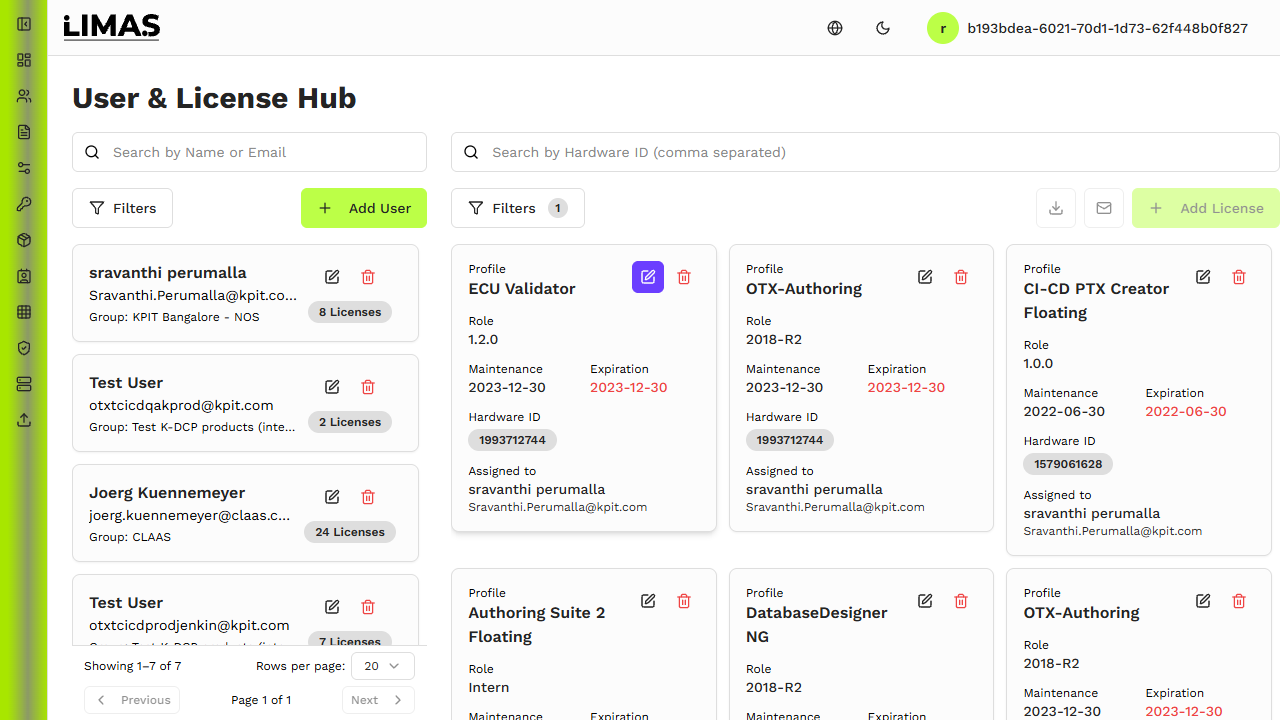 LIMAS
r
b193bdea-6021-70d1-1d73-62f448b0f827
User & License Hub
Search by Name or Email
Search by Hardware ID (comma separated)
Filters
Add User
Filters 1
Add License
sravanthi perumalla
Sravanthi.Perumalla@kpit.co...
Group: KPIT Bangalore - NOS
8 Licenses
Test User
otxtcicdqakprod@kpit.com
Group: Test K-DCP products (inte...
2 Licenses
Joerg Kuennemeyer
joerg.kuennemeyer@claas.c...
Group: CLAAS
24 Licenses
Test User
otxtcicdprodjenkin@kpit.com
Group: Test K-DCP products (inte...
7 Licenses
Showing 1–7 of 7
Rows per page: 20
Previous
Page 1 of 1
Next
Profile
ECU Validator
Role
1.2.0
Maintenance Expiration
2023-12-30 2023-12-30
Hardware ID
1993712744
Assigned to
sravanthi perumalla
Sravanthi.Perumalla@kpit.com
Profile
OTX-Authoring
Role
2018-R2
Maintenance Expiration
2023-12-30 2023-12-30
Hardware ID
1993712744
Assigned to
sravanthi perumalla
Sravanthi.Perumalla@kpit.com
Profile
CI-CD PTX Creator
Floating
Role
1.0.0
Maintenance Expiration
2022-06-30 2022-06-30
Hardware ID
1579061628
Assigned to
sravanthi perumalla
Sravanthi.Perumalla@kpit.com
Profile
Authoring Suite 2
Floating
Role
Intern
Maintenance Expiration
Profile
DatabaseDesigner
NG
Role
2018-R2
Maintenance Expiration
Profile
OTX-Authoring
Role
2018-R2
Maintenance Expiration
2023-12-30 2023-12-30